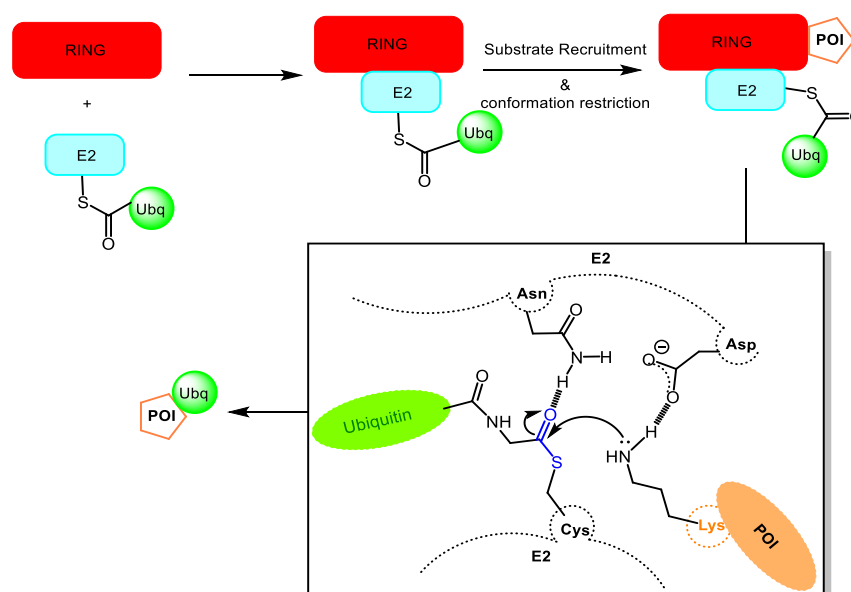 RING
+
E2
S
O
Ubq
RING
E2
S
O
Ubq
Substrate Recruitment
&
conformation restriction
RING
POI
E2
S
O
Ubq
E2
Asn
O
N H
H
Asp
O ⊖
O
H
HN
Ubiquitin
O
NH
O
S
Cys
E2
Lys
POI
Ubq
POI